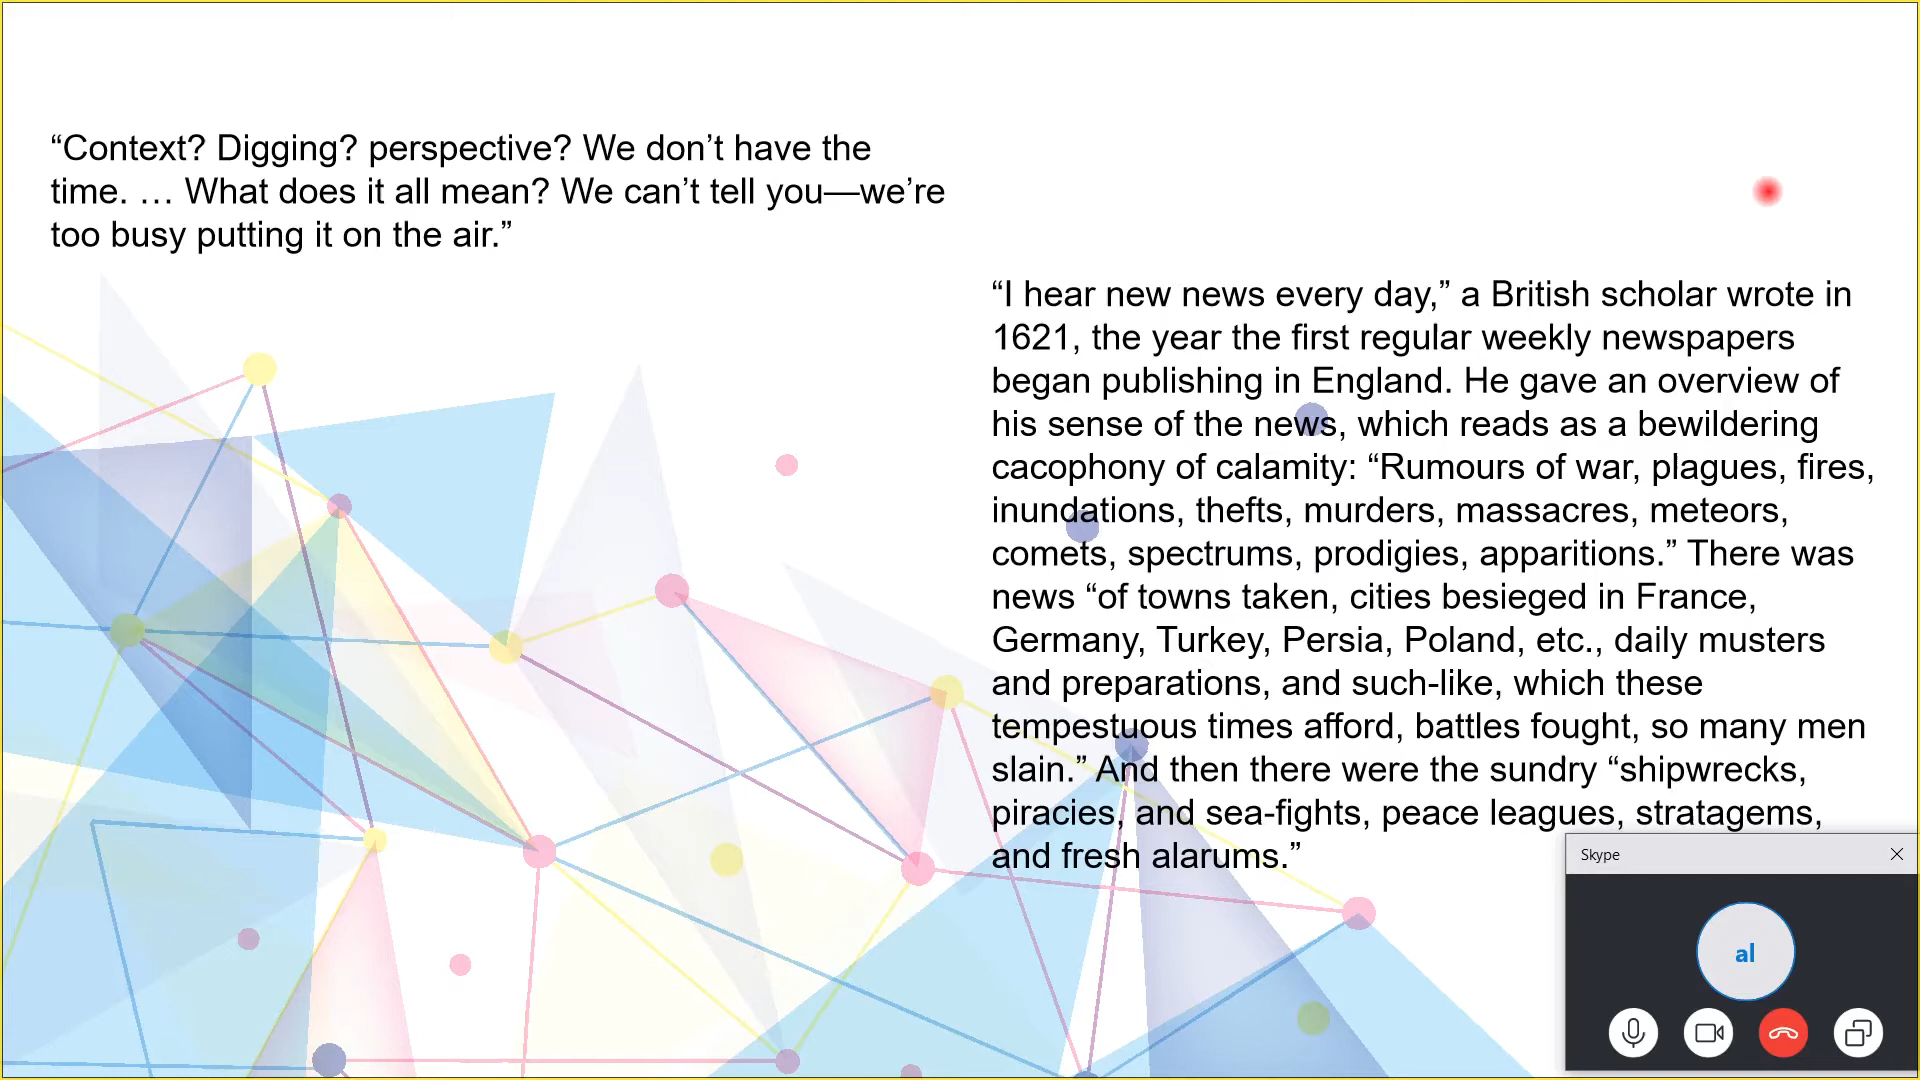 “Context? Digging? perspective? We don’t have the
time. … What does it all mean? We can’t tell you—we’re
too busy putting it on the air.”
“I hear new news every day,” a British scholar wrote in
1621, the year the first regular weekly newspapers
began publishing in England. He gave an overview of
his sense of the news, which reads as a bewildering
cacophony of calamity: “Rumours of war, plagues, fires,
inundations, thefts, murders, massacres, meteors,
comets, spectrums, prodigies, apparitions.” There was
news “of towns taken, cities besieged in France,
Germany, Turkey, Persia, Poland, etc., daily musters
and preparations, and such-like, which these
tempestuous times afford, battles fought, so many men
slain.” And then there were the sundry “shipwrecks,
piracies, and sea-fights, peace leagues, stratagems,
and fresh alarums.”
Skype
al